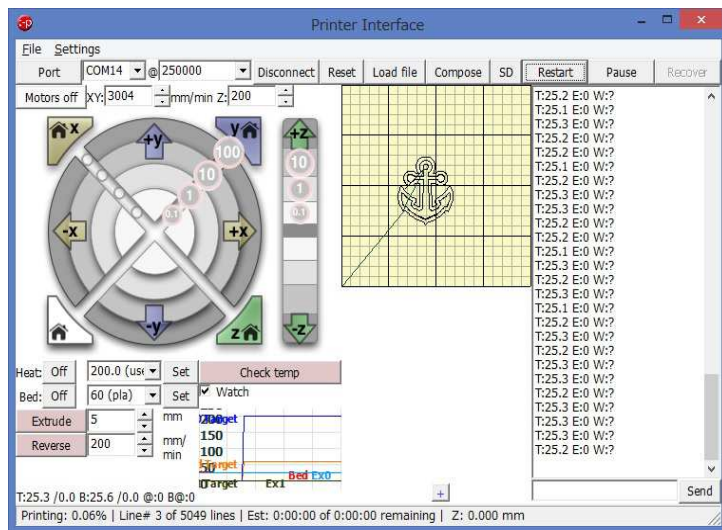 Printer Interface
File Settings
Port COM14 @ 250000 Disconnect Reset Load file Compose SD Restart Pause Recover
Motors off XY: 3004 mm/min Z: 200
x +y y +z
100 10 1 0.1
10 1 0.1
-x +x
-y z -z
Heat: Off 200.0 (use Set Check temp
Bed: Off 60 (pla) Set Watch
Extrude 5 mm
Reverse 200 mm/
min
Target
150
100
Target
Bed Ex0
Target Ex1
T:25.2 E:0 W:?
T:25.1 E:0 W:?
T:25.3 E:0 W:?
T:25.2 E:0 W:?
T:25.2 E:0 W:?
T:25.1 E:0 W:?
T:25.2 E:0 W:?
T:25.3 E:0 W:?
T:25.3 E:0 W:?
T:25.2 E:0 W:?
T:25.2 E:0 W:?
T:25.1 E:0 W:?
T:25.3 E:0 W:?
T:25.2 E:0 W:?
T:25.3 E:0 W:?
T:25.1 E:0 W:?
T:25.2 E:0 W:?
T:25.3 E:0 W:?
T:25.3 E:0 W:?
T:25.3 E:0 W:?
T:25.2 E:0 W:?
T:25.2 E:0 W:?
T:25.3 E:0 W:?
T:25.3 E:0 W:?
T:25.3 E:0 W:?
T:25.2 E:0 W:?
+ Send
T:25.3 /0.0 B:25.6 /0.0 @:0 B@:0
Printing: 0.06% | Line# 3 of 5049 lines | Est: 0:00:00 of 0:00:00 remaining | Z: 0.000 mm